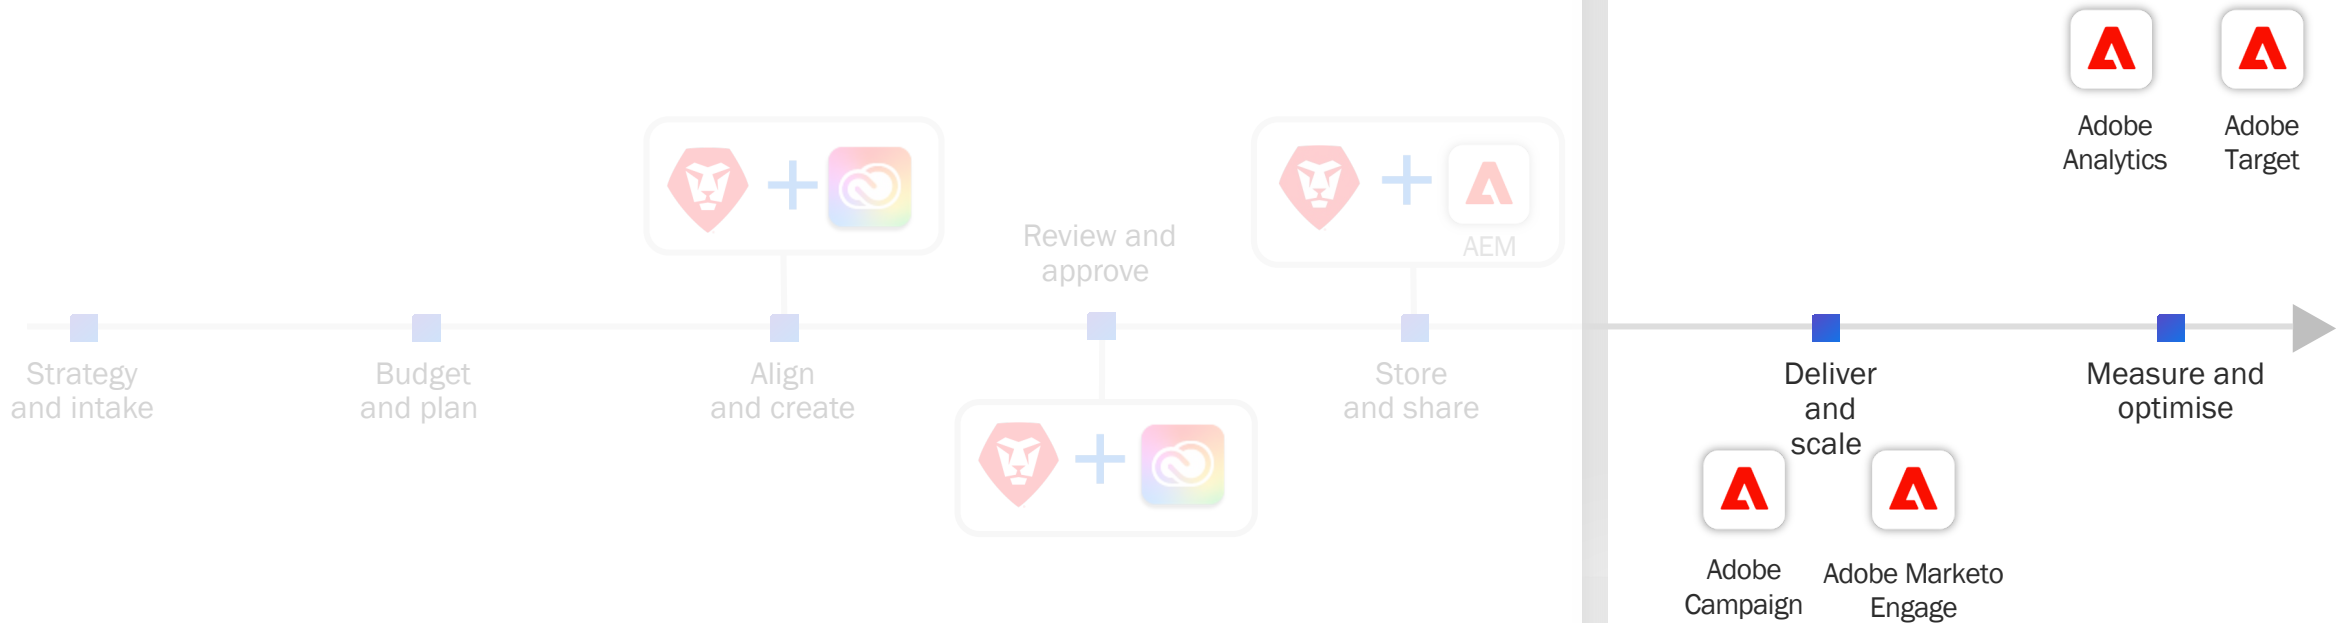 Strategy
and intake
Budget
and plan
Align
and create
Review and
approve
AEM
Store
and share
Deliver
and
scale
Adobe
Campaign
Adobe Marketo
Engage
Adobe
Analytics
Adobe
Target
Measure and
optimise